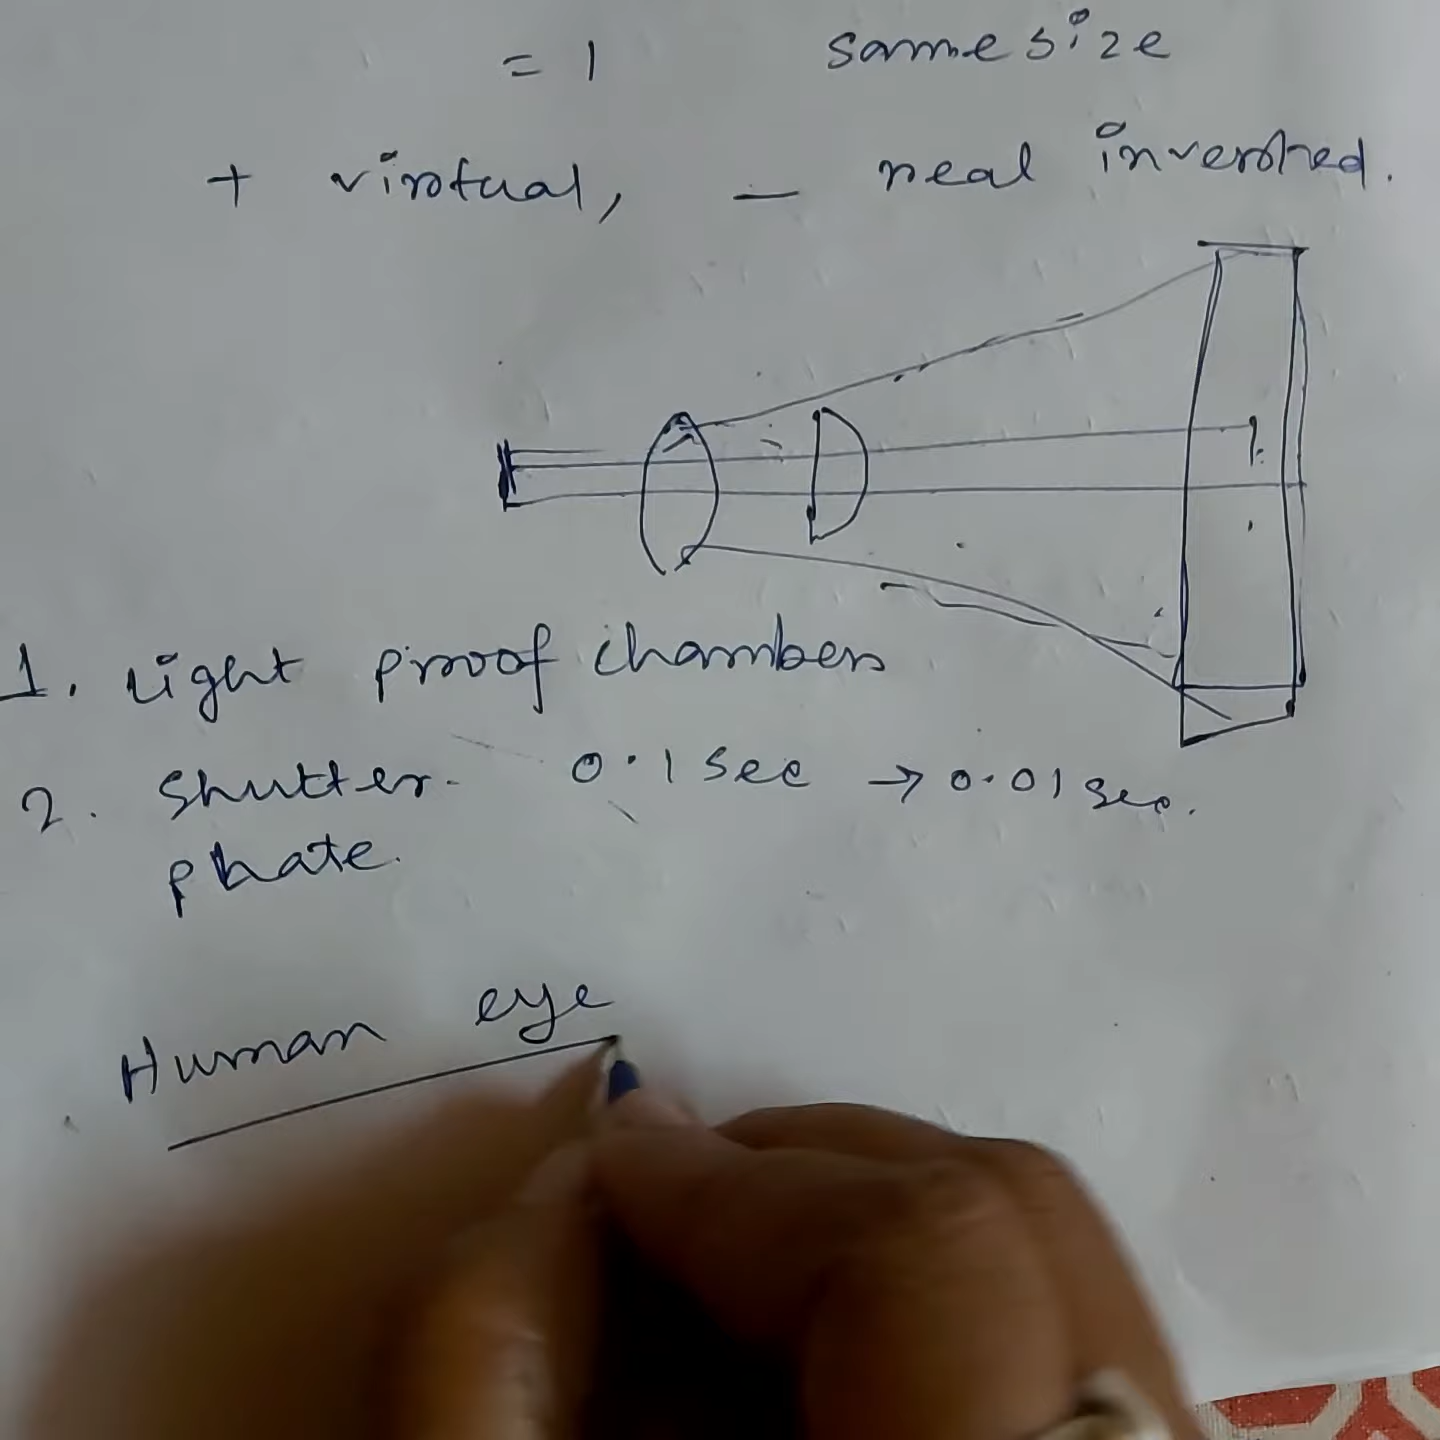 = 1 same size
+ virtual, - real inverted.
1. Light proof chamber
2. Shutter. 0.1 sec → 0.01 sec.
plate.
Human eye